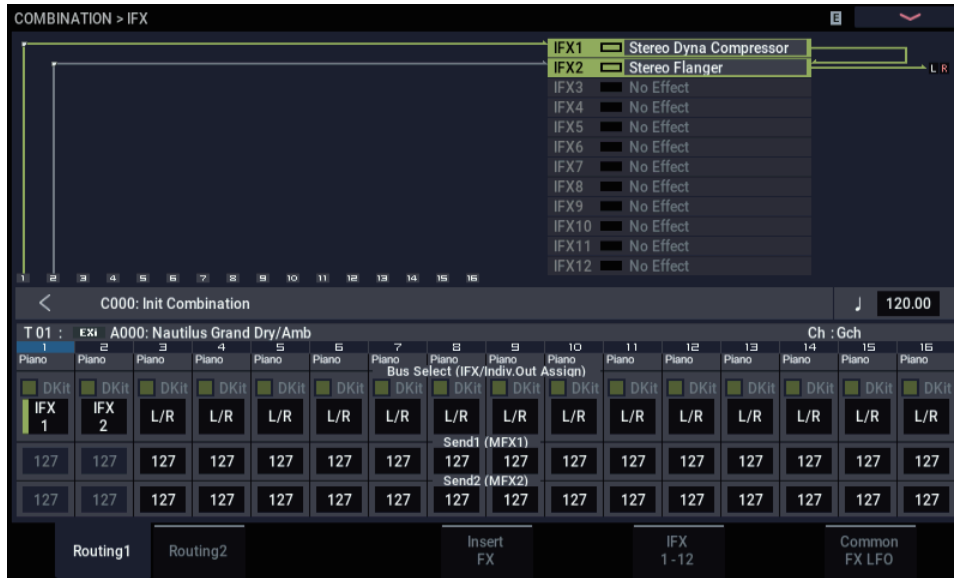 COMBINATION > IFX E
IFX1 Stereo Dyna Compressor
IFX2 Stereo Flanger L R
IFX3 No Effect
IFX4 No Effect
IFX5 No Effect
IFX6 No Effect
IFX7 No Effect
IFX8 No Effect
IFX9 No Effect
IFX10 No Effect
IFX11 No Effect
IFX12 No Effect
1 2 3 4 5 6 7 8 9 10 11 12 13 14 15 16
< C000: Init Combination ♩ 120.00
T 01 : EXi A000: Nautilus Grand Dry/Amb Ch : Gch
1 2 3 4 5 6 7 8 9 10 11 12 13 14 15 16
Piano Piano Piano Piano Piano Piano Piano Piano Piano Piano Piano Piano Piano Piano Piano Piano
Bus Select (IFX/Indiv.Out Assign)
DKit DKit DKit DKit DKit DKit DKit DKit DKit DKit DKit DKit DKit DKit DKit DKit
IFX 1 IFX 2 L/R L/R L/R L/R L/R L/R L/R L/R L/R L/R L/R L/R L/R L/R
Send1 (MFX1)
127 127 127 127 127 127 127 127 127 127 127 127 127 127 127 127
Send2 (MFX2)
127 127 127 127 127 127 127 127 127 127 127 127 127 127 127 127
Routing1 Routing2 Insert FX IFX 1-12 Common FX LFO